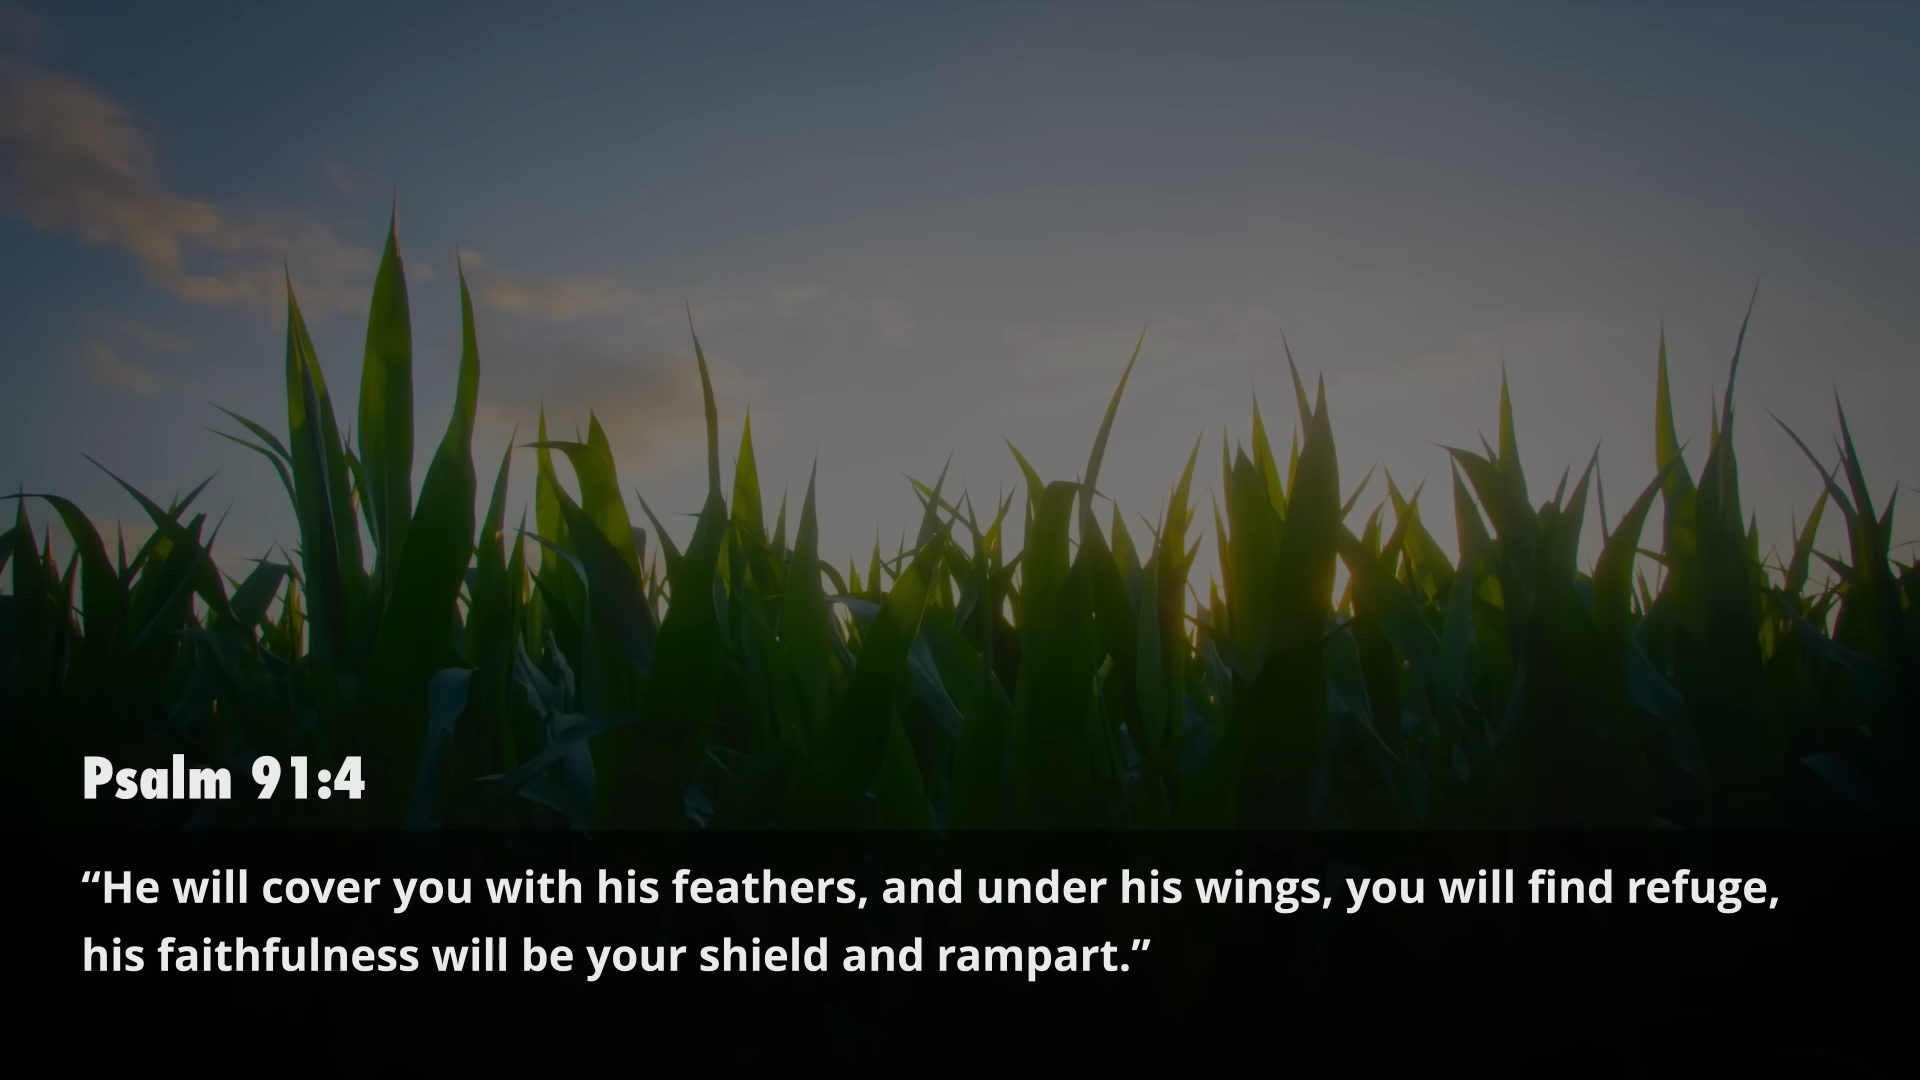 Psalm 91:4
“He will cover you with his feathers, and under his wings, you will find refuge,
his faithfulness will be your shield and rampart.”